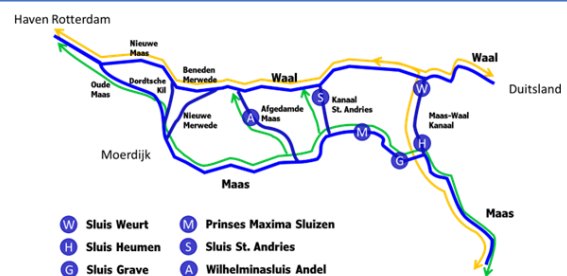 Haven Rotterdam
Nieuwe
Maas
Waal
Beneden
Merwede
Waal
Duitsland
Oude
Maas
Dordtsche
Kil
W
S
Kanaal
St. Andries
Afgedamde
Maas
A
Nieuwe
Merwede
Maas-Waal
Kanaal
M
H
G
Moerdijk
Maas
Maas
W Sluis Weurt
M Prinses Maxima Sluizen
H Sluis Heumen
S Sluis St. Andries
G Sluis Grave
A Wilhelminasluis Andel